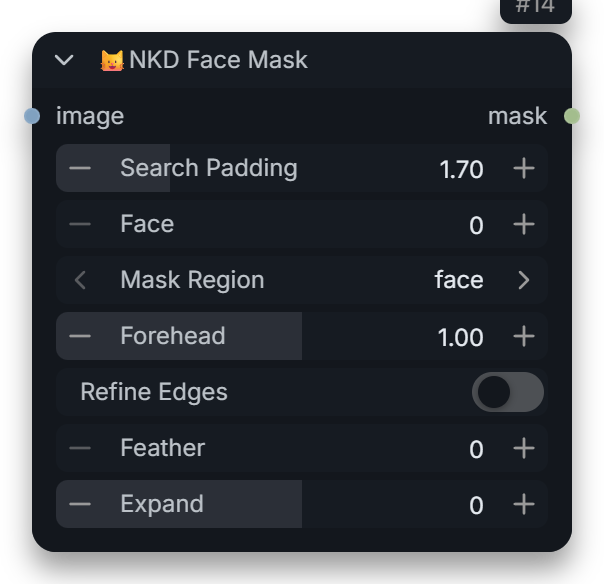 #14
NKD Face Mask
image mask
Search Padding 1.70
Face 0
Mask Region face
Forehead 1.00
Refine Edges
Feather 0
Expand 0